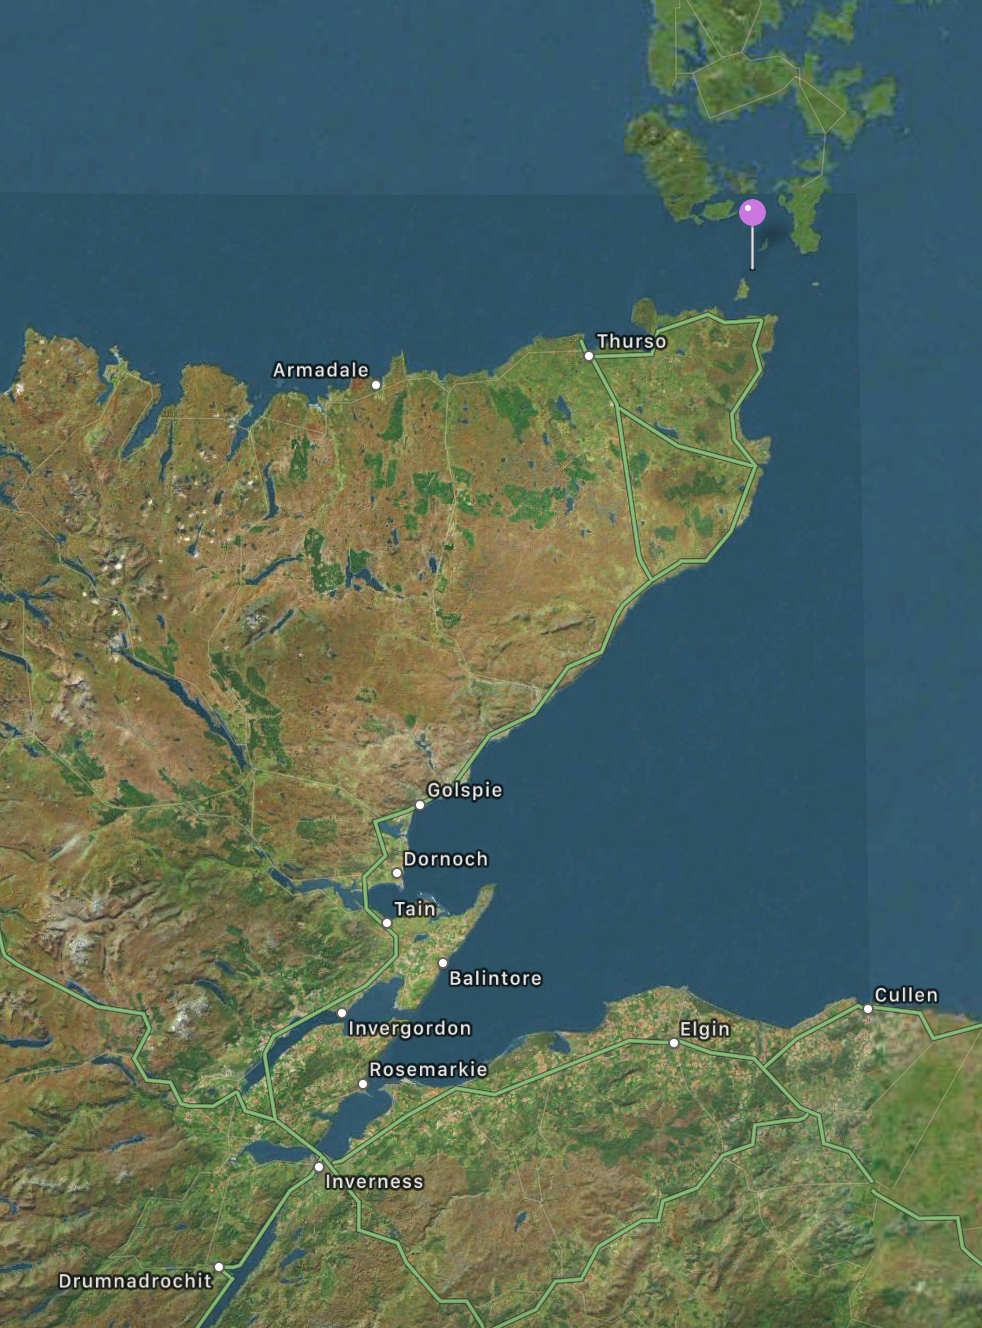 Thurso
Armadale
Golspie
Dornoch
Tain
Balintore
Cullen
Invergordon
Elgin
Rosemarkie
Inverness
Drumnadrochit